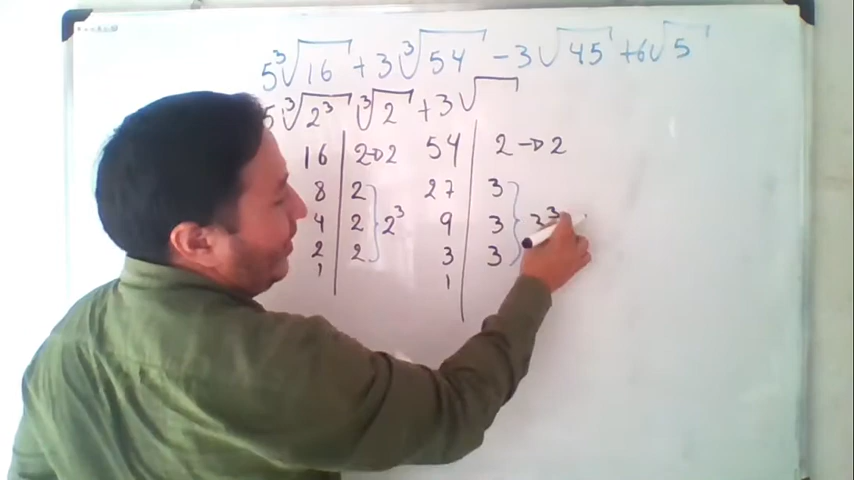 5∛16 + 3∛54 - 3√45 + 6√5
5∛2³ ∛2 + 3√
16 | 2→2 54 | 2→2
8 | 2 27 | 3
4 | 2 2³ 9 | 3 3³
2 | 2 3 | 3
1 1